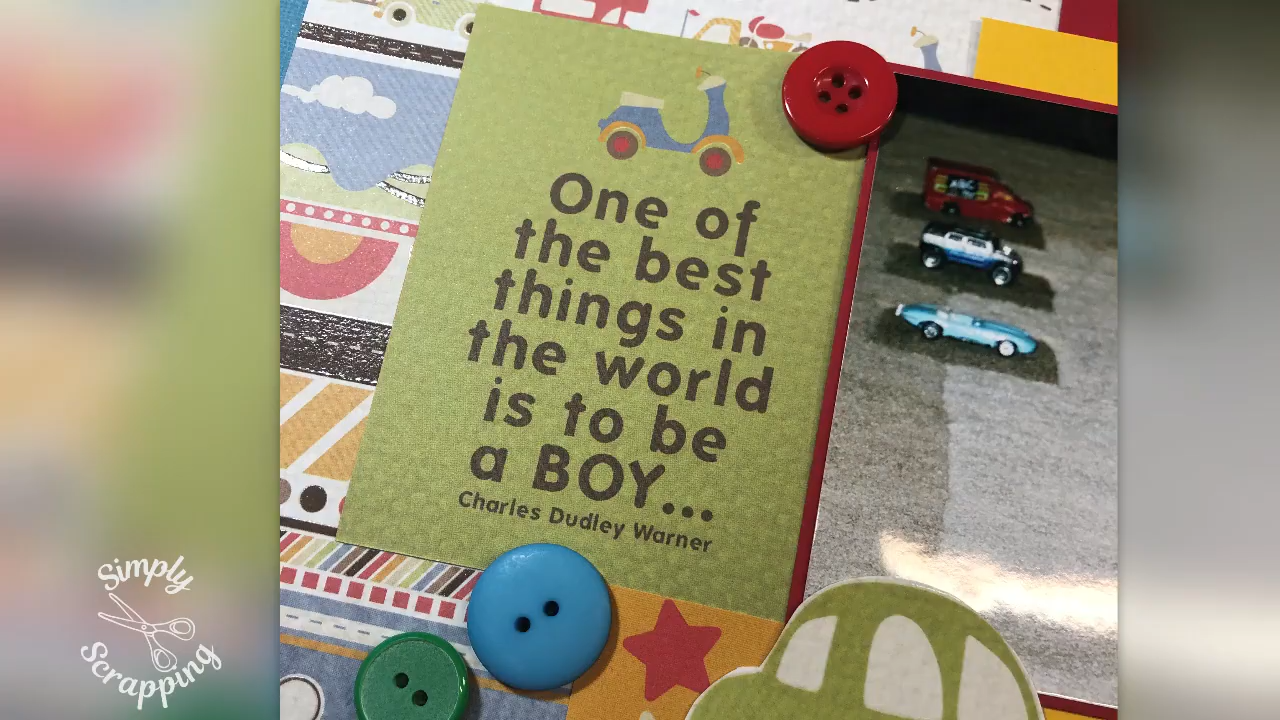 One of
the best
things in
the world
is to be
a BOY...
Charles Dudley Warner
Simply
Scrapping